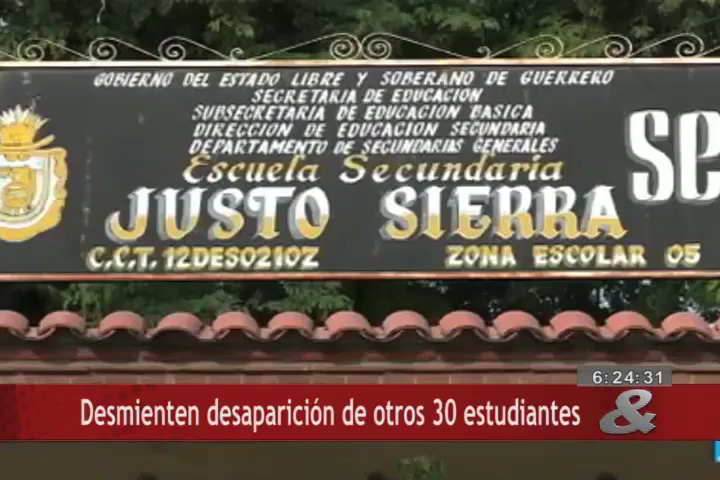 GOBIERNO DEL ESTADO LIBRE Y SOBERANO DE GUERRERO
SECRETARIA DE EDUCACION
SUBSECRETARIA DE EDUCACION BASICA
DIRECCION DE EDUCACION SECUNDARIA
DEPARTAMENTO DE SECUNDARIAS GENERALES
Escuela Secundaria
JUSTO SIERRA
C.C.T. 12DES0210Z ZONA ESCOLAR 05
SE
6:24:31
Desmienten desaparición de otros 30 estudiantes &